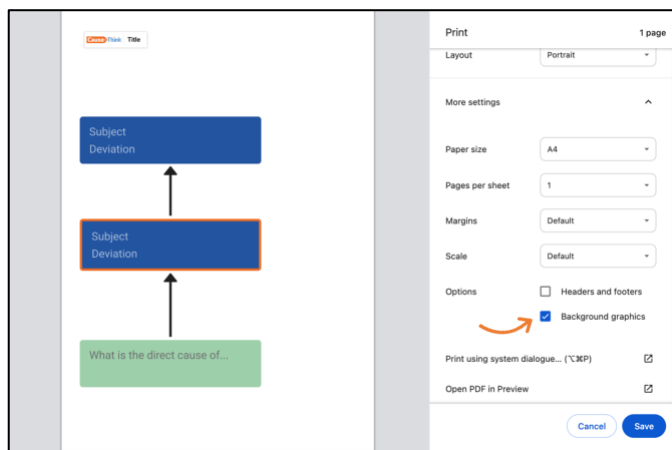 CauseThink Title
Subject
Deviation
Subject
Deviation
What is the direct cause of...
Print 1 page
Layout Portrait
More settings
Paper size A4
Pages per sheet 1
Margins Default
Scale Default
Options Headers and footers
Background graphics
Print using system dialogue... (⌥⌘P)
Open PDF in Preview
Cancel Save